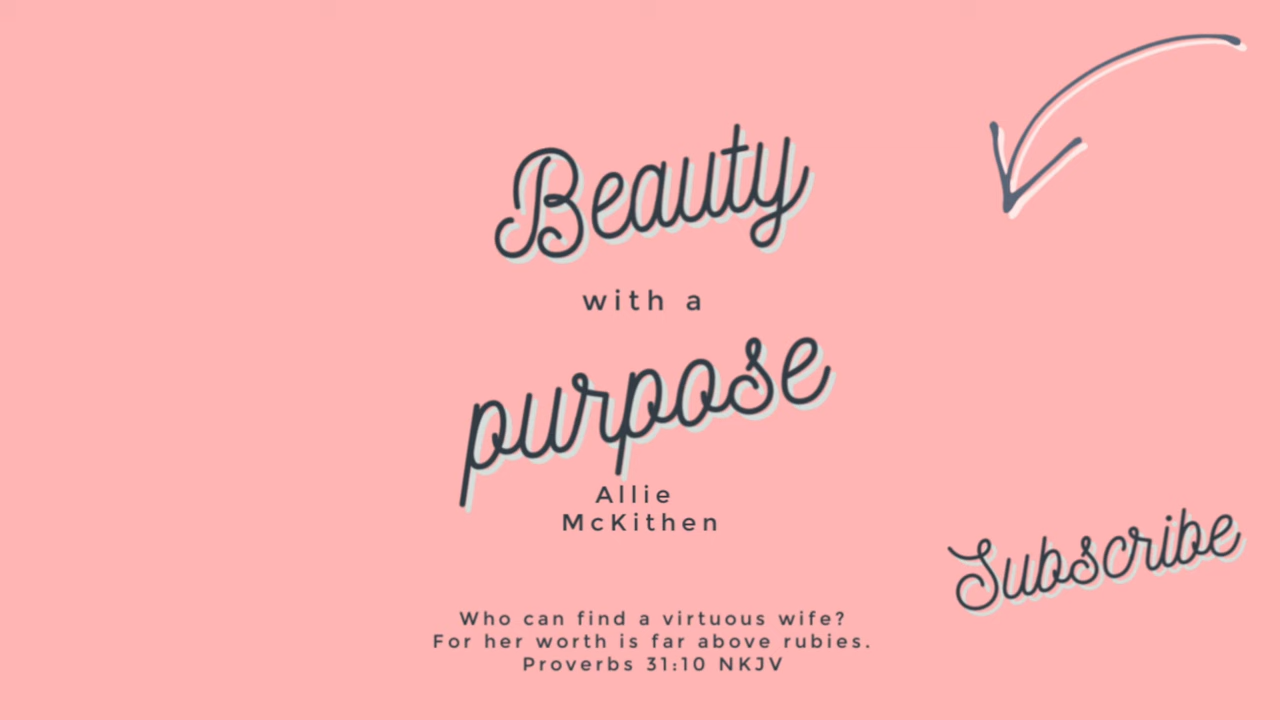 Beauty
with a
purpose
Allie
McKithen
Subscribe
Who can find a virtuous wife?
For her worth is far above rubies.
Proverbs 31:10 NKJV